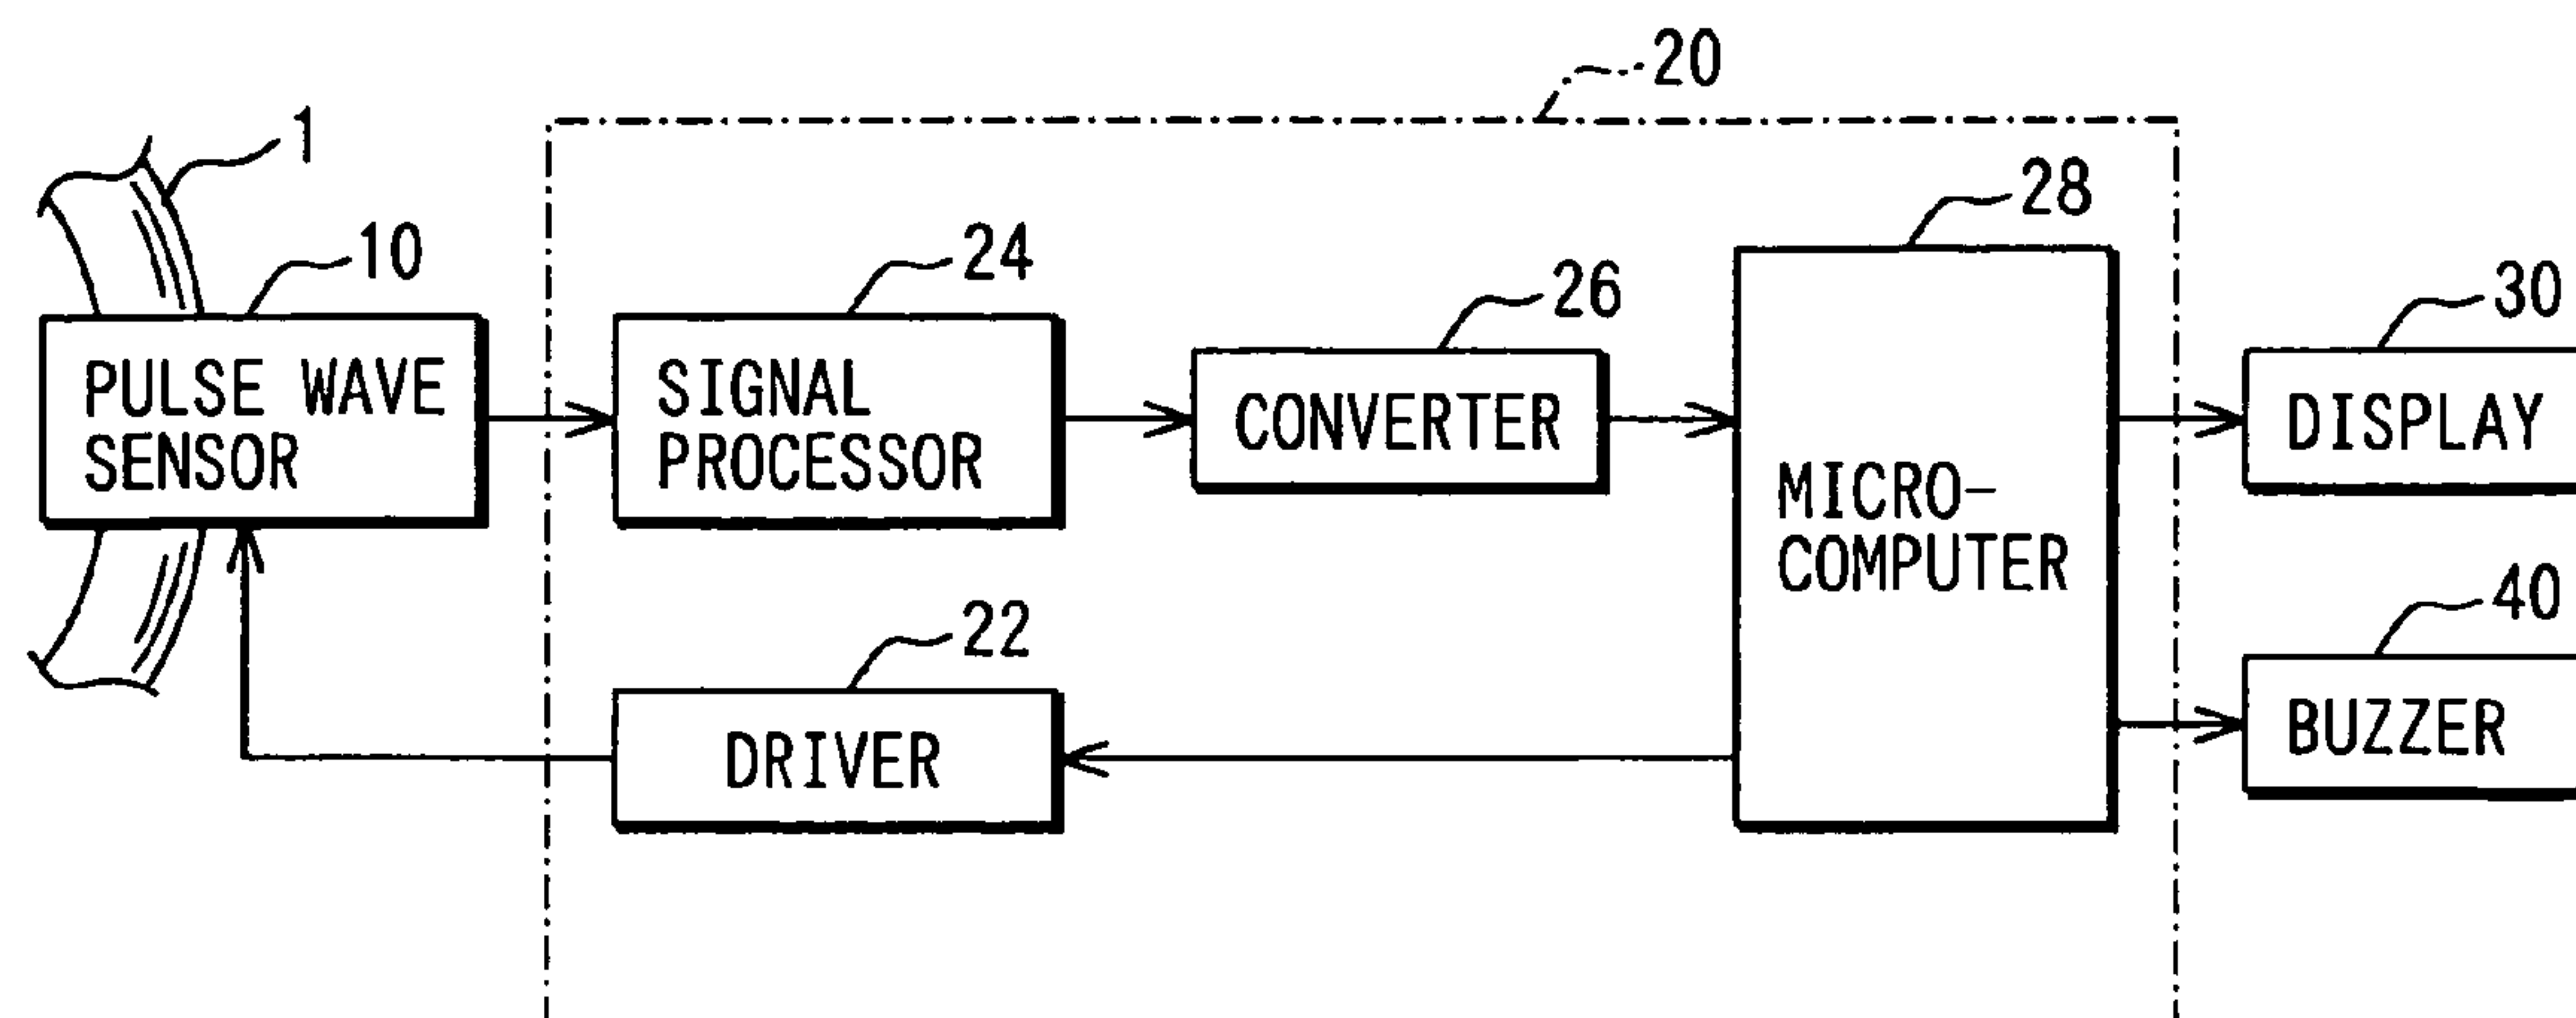 20
1
28
10
24
26
30
PULSE WAVE
SENSOR
SIGNAL
PROCESSOR
CONVERTER
DISPLAY
MICRO-
COMPUTER
40
22
BUZZER
DRIVER